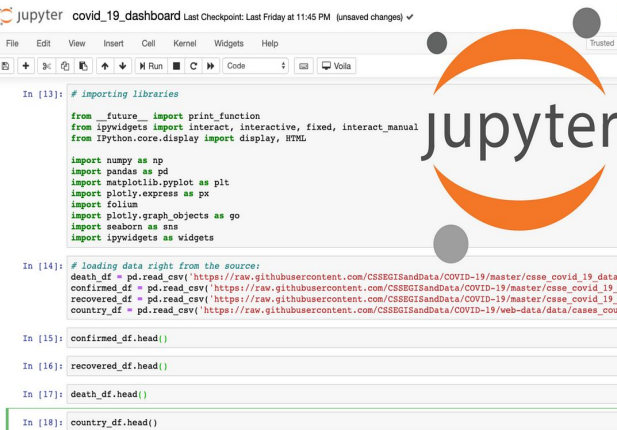 jupyter covid_19_dashboard Last Checkpoint: Last Friday at 11:45 PM (unsaved changes)
File Edit View Insert Cell Kernel Widgets Help Trusted
Run Code Voila
In [13]: # importing libraries
from __future__ import print_function
from ipywidgets import interact, interactive, fixed, interact_manual
from IPython.core.display import display, HTML
jupyter
import numpy as np
import pandas as pd
import matplotlib.pyplot as plt
import plotly.express as px
import folium
import plotly.graph_objects as go
import seaborn as sns
import ipywidgets as widgets
In [14]: # loading data right from the source:
death_df = pd.read_csv('https://raw.githubusercontent.com/CSSEGISandData/COVID-19/master/csse_covid_19_data
confirmed_df = pd.read_csv('https://raw.githubusercontent.com/CSSEGISandData/COVID-19/master/csse_covid_19_
recovered_df = pd.read_csv('https://raw.githubusercontent.com/CSSEGISandData/COVID-19/master/csse_covid_19_
country_df = pd.read_csv('https://raw.githubusercontent.com/CSSEGISandData/COVID-19/web-data/data/cases_cou
In [15]: confirmed_df.head()
In [16]: recovered_df.head()
In [17]: death_df.head()
In [18]: country_df.head()